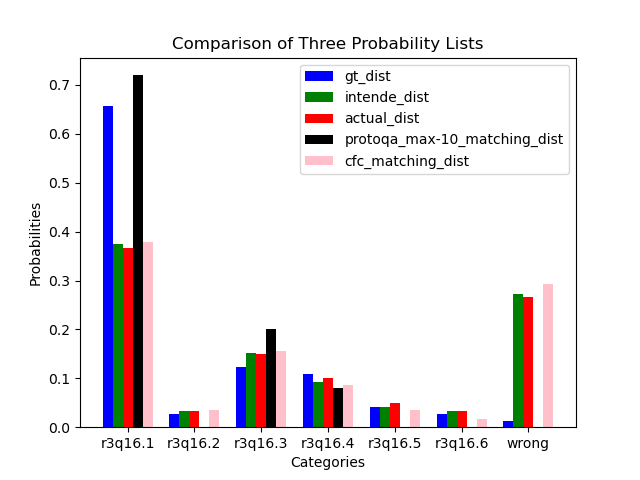 Comparison of Three Probability Lists
gt_dist
intende_dist
actual_dist
protoqa_max-10_matching_dist
cfc_matching_dist
Probabilities
0.7
0.6
0.5
0.4
0.3
0.2
0.1
0.0
r3q16.1 r3q16.2 r3q16.3 r3q16.4 r3q16.5 r3q16.6 wrong
Categories